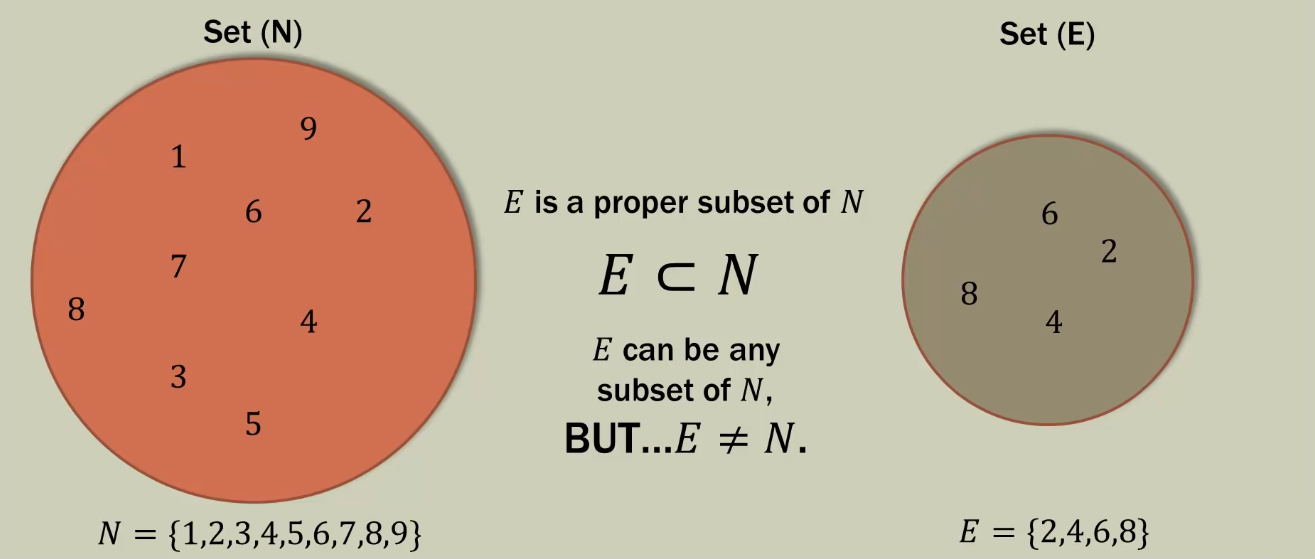 Set (N)
1
9
6
2
7
8
4
3
5
N = {1,2,3,4,5,6,7,8,9}
E is a proper subset of N
E ⊂ N
E can be any
subset of N,
BUT...E ≠ N.
Set (E)
6
2
8
4
E = {2,4,6,8}